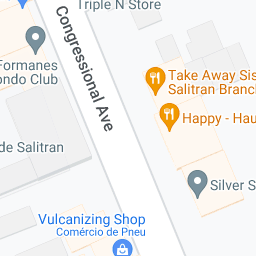 Triple N Store
Formanes
ondo Club
Congressional Ave
Take Away Sis
Salitran Branch
Happy - Hau
de Salitran
Silver S
Vulcanizing Shop
Comércio de Pneu